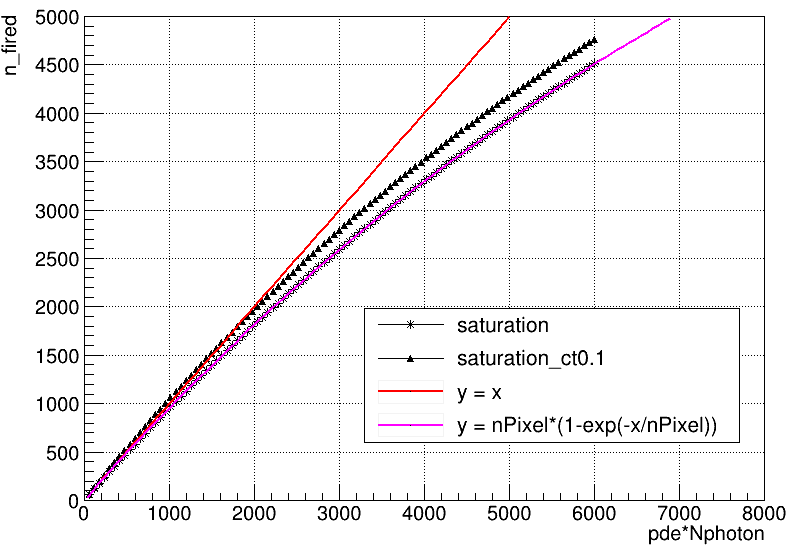 n_fired
5000
4500
4000
3500
3000
2500
2000
1500
1000
500
0
saturation
saturation_ct0.1
y = x
y = nPixel*(1-exp(-x/nPixel))
0 1000 2000 3000 4000 5000 6000 7000 8000
pde*Nphoton